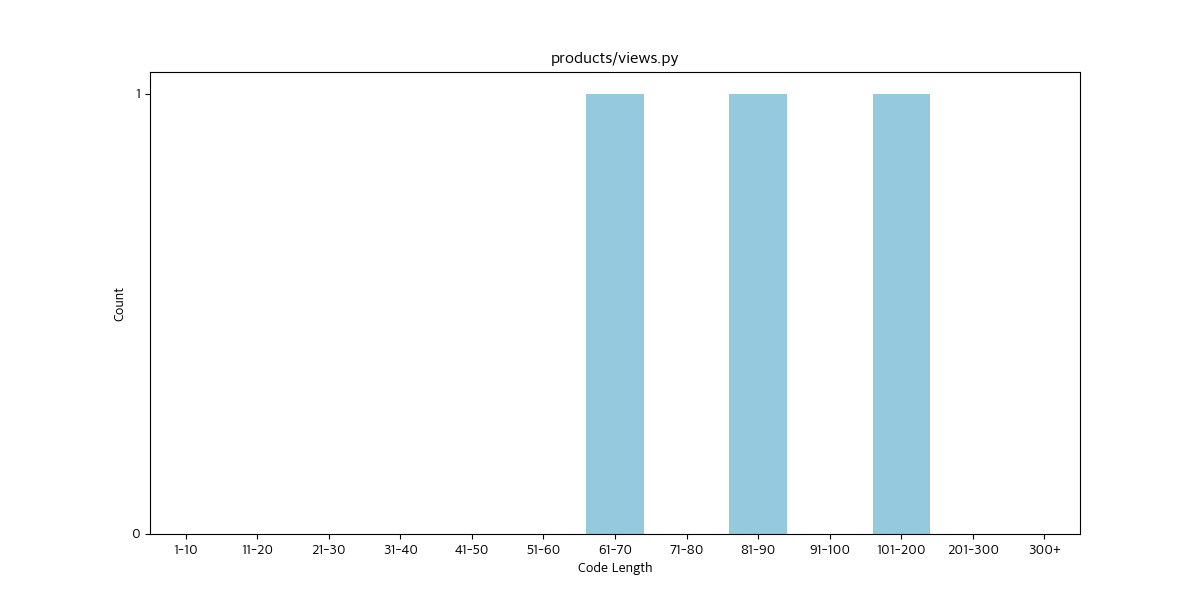 products/views.py
1
Count
0
1-10 11-20 21-30 31-40 41-50 51-60 61-70 71-80 81-90 91-100 101-200 201-300 300+
Code Length